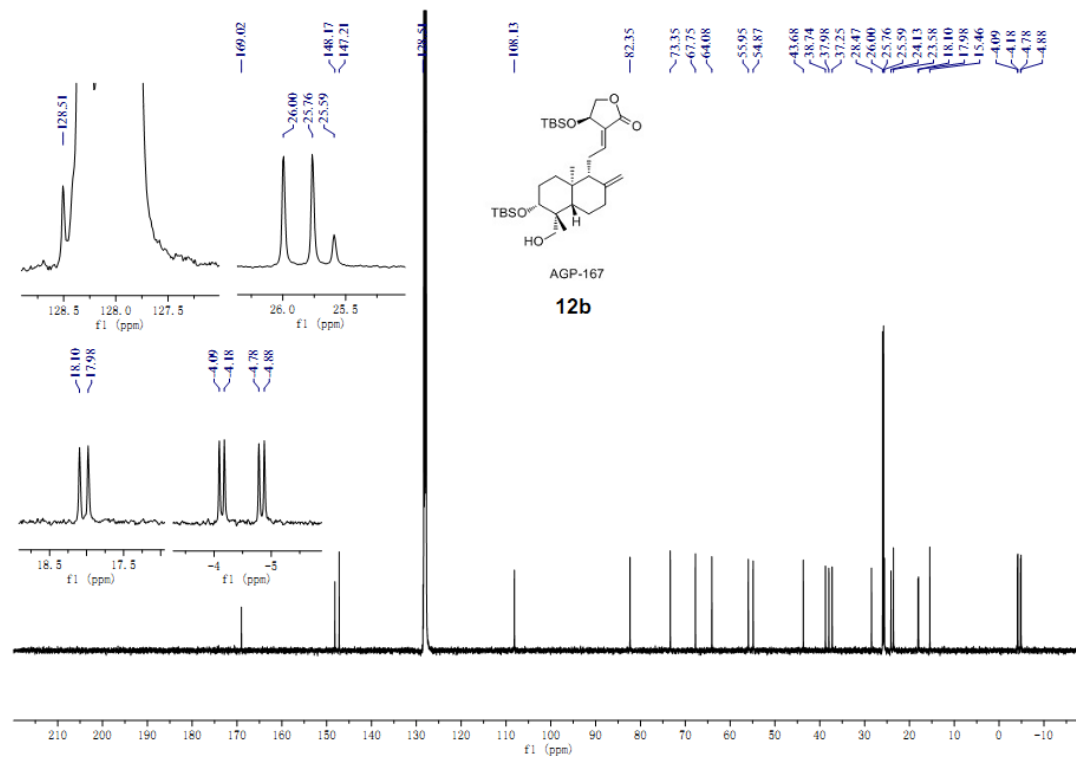 169.02
148.17
147.21
128.51
108.13
82.35
73.35
67.75
64.08
55.95
54.87
43.68
38.74
37.98
37.25
28.47
26.00
25.76
25.59
24.13
23.58
18.10
17.98
15.46
-4.09
-4.18
-4.78
-4.88
128.51
26.00
25.76
25.59
128.5 128.0 127.5
f1 (ppm)
26.0 25.5
f1 (ppm)
O
O
TBSO
TBSO
H
HO
AGP-167
12b
18.10
17.98
-4.09
-4.18
-4.78
-4.88
18.5 17.5
f1 (ppm)
-4 -5
f1 (ppm)
210 200 190 180 170 160 150 140 130 120 110 100 90 80 70 60 50 40 30 20 10 0 -10
f1 (ppm)